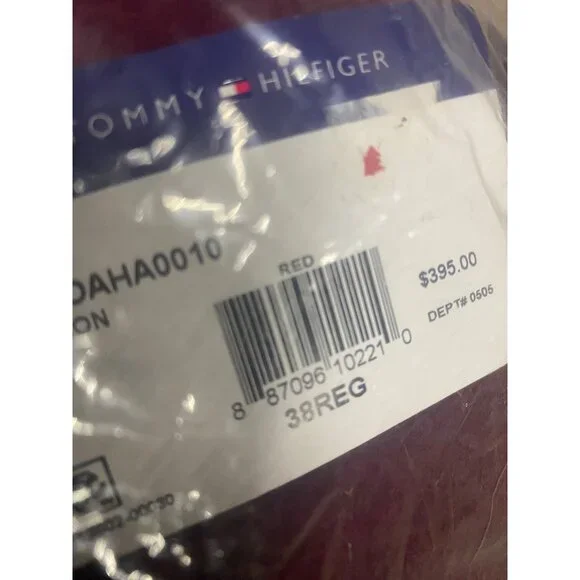 TOMMY HILFIGER
DAHA0010
RED
$395.00
ON
DEPT# 0505
8 87096 10221 0
38REG